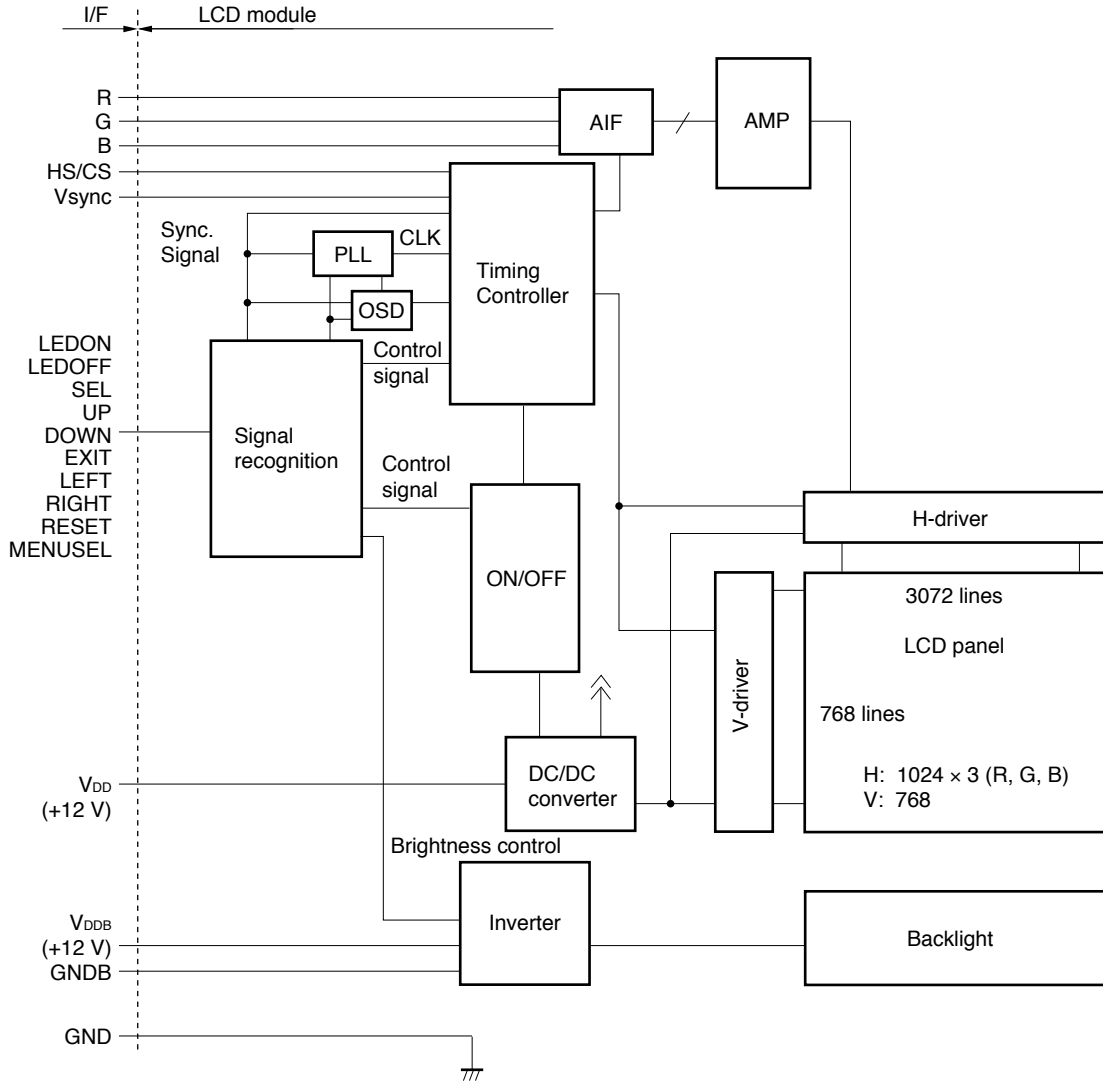 I/F
LCD module
R
G
B
HS/CS
Vsync
AIF
AMP
Sync.
Signal
PLL
CLK
OSD
Timing
Controller
LEDON
LEDOFF
SEL
UP
DOWN
EXIT
LEFT
RIGHT
RESET
MENUSEL
Signal
recognition
Control
signal
Control
signal
ON/OFF
H-driver
V-driver
3072 lines
LCD panel
768 lines
H: 1024 × 3 (R, G, B)
V: 768
VDD
(+12 V)
DC/DC
converter
Brightness control
VDDB
(+12 V)
GNDB
Inverter
Backlight
GND